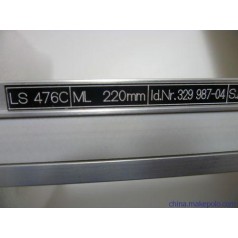 LS 476C ML 220mm Id.Nr.329 987-04 S.
china.makepolo.com